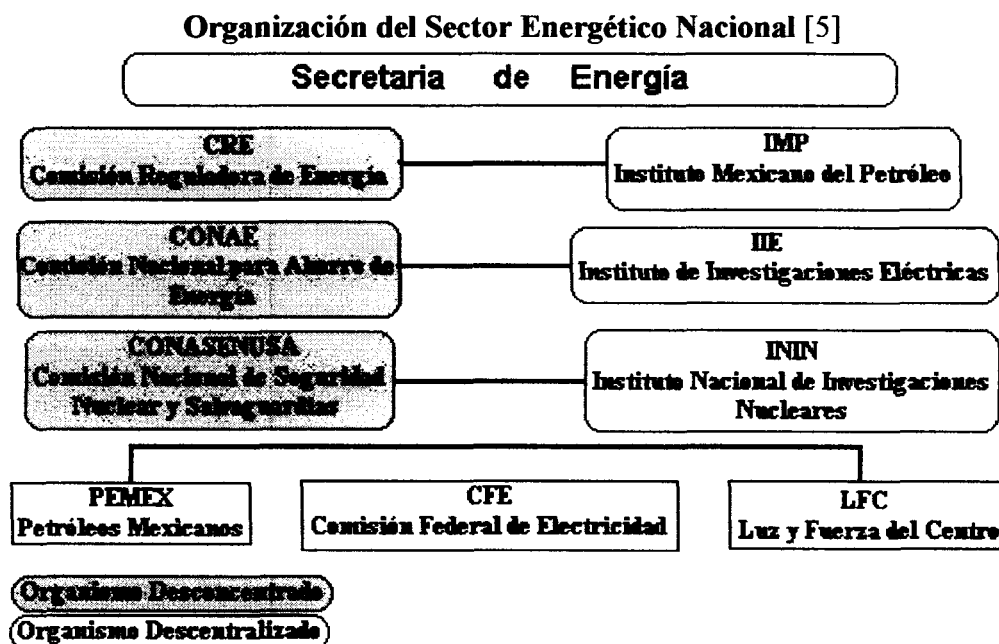 Organización del Sector Energético Nacional [5]
Secretaria de Energía
CRE
Comisión Reguladora de Energía
IMP
Instituto Mexicano del Petróleo
CONAE
Comisión Nacional para Ahorro de
Energía
IIE
Instituto de Investigaciones Eléctricas
CONASENUSA
Comisión Nacional de Seguridad
Nuclear y Salvaguardias
ININ
Instituto Nacional de Investigaciones
Nucleares
PEMEX
Petróleos Mexicanos
CFE
Comisión Federal de Electricidad
LFC
Luz y Fuerza del Centro
Organismo Desconcentrado
Organismo Descentralizado